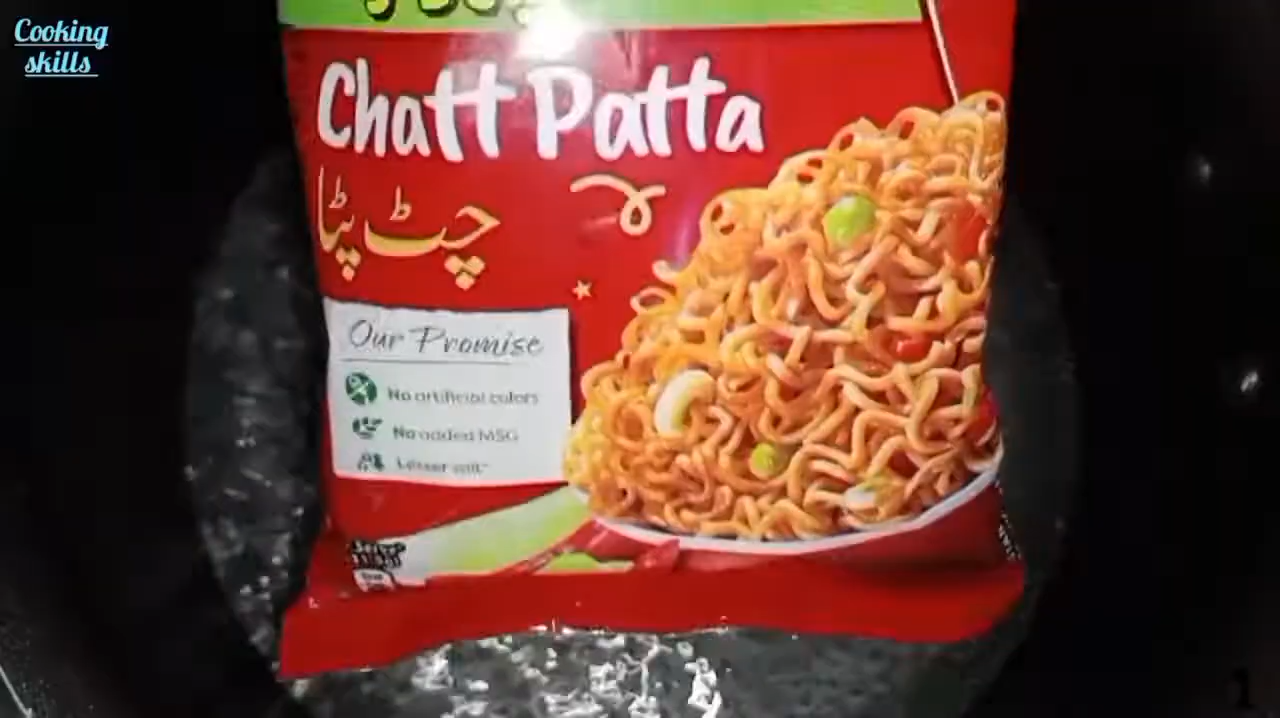 Cooking
skills
Chatt Patta
چٹ پٹا
Our Promise
No artificial colors
No added MSG
Lesser salt*